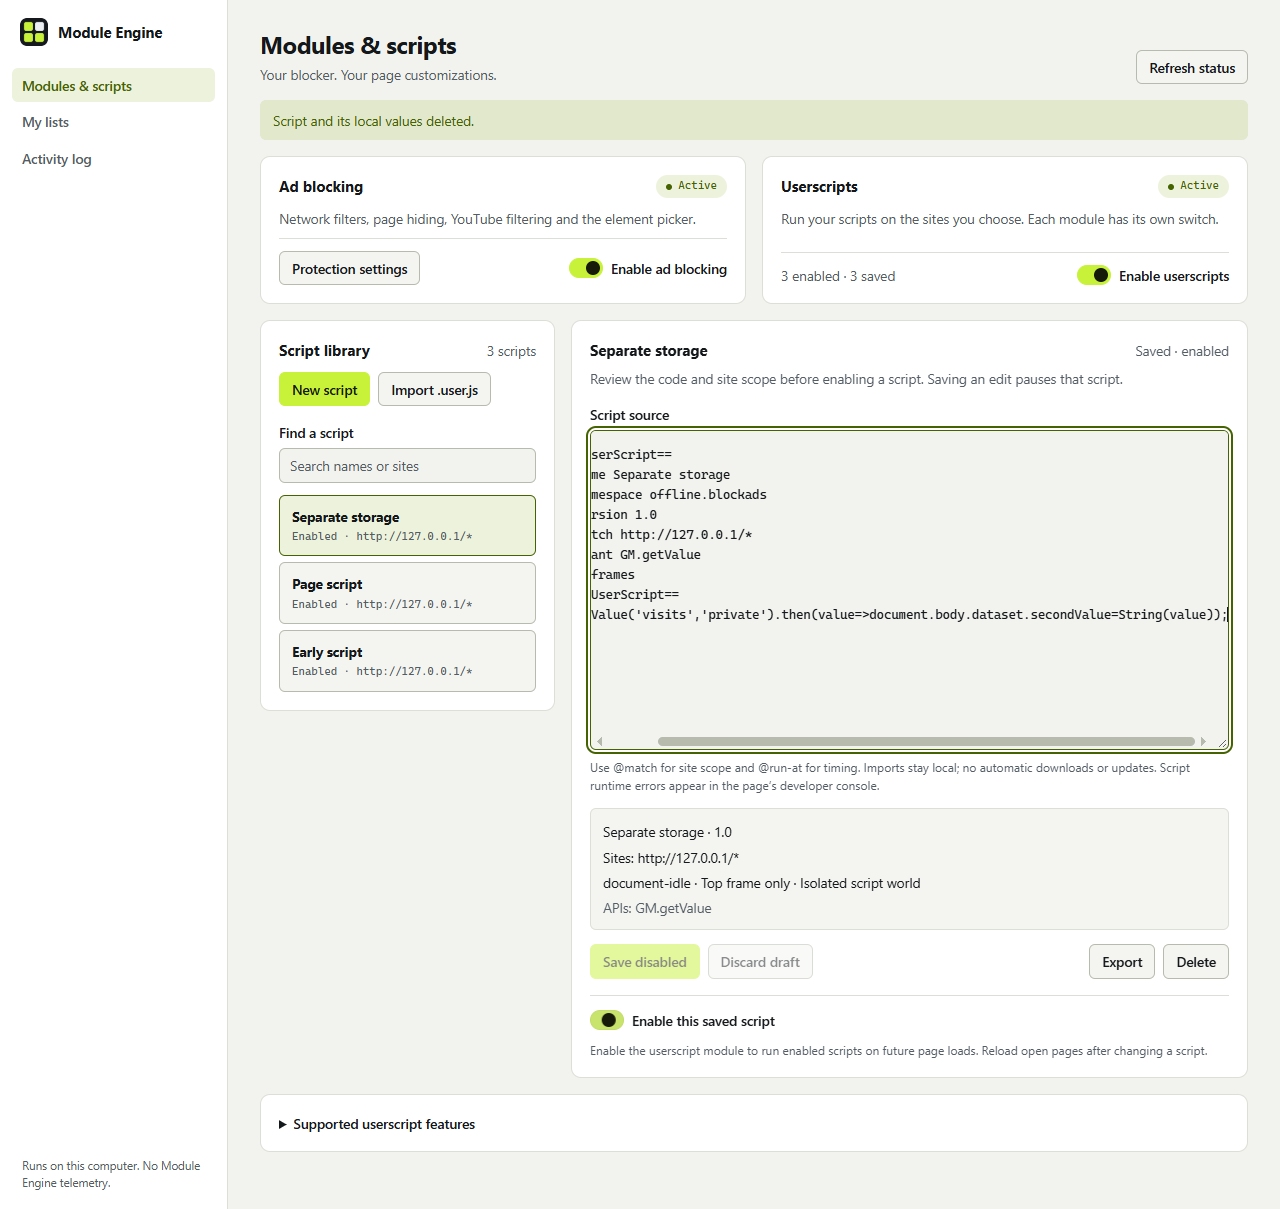 Module Engine
Modules & scripts
My lists
Activity log
Runs on this computer. No Module
Engine telemetry.
Modules & scripts
Your blocker. Your page customizations.
Refresh status
Script and its local values deleted.
Ad blocking
Active
Network filters, page hiding, YouTube filtering and the element picker.
Protection settings
Enable ad blocking
Userscripts
Active
Run your scripts on the sites you choose. Each module has its own switch.
3 enabled · 3 saved
Enable userscripts
Script library
3 scripts
New script
Import .user.js
Find a script
Search names or sites
Separate storage
Enabled · http://127.0.0.1/*
Page script
Enabled · http://127.0.0.1/*
Early script
Enabled · http://127.0.0.1/*
Separate storage
Saved · enabled
Review the code and site scope before enabling a script. Saving an edit pauses that script.
Script source
serScript==
me Separate storage
mespace offline.blockads
rsion 1.0
tch http://127.0.0.1/*
ant GM.getValue
frames
UserScript==
Value('visits','private').then(value=>document.body.dataset.secondValue=String(value));
Use @match for site scope and @run-at for timing. Imports stay local; no automatic downloads or updates. Script
runtime errors appear in the page's developer console.
Separate storage · 1.0
Sites: http://127.0.0.1/*
document-idle · Top frame only · Isolated script world
APIs: GM.getValue
Save disabled
Discard draft
Export
Delete
Enable this saved script
Enable the userscript module to run enabled scripts on future page loads. Reload open pages after changing a script.
Supported userscript features